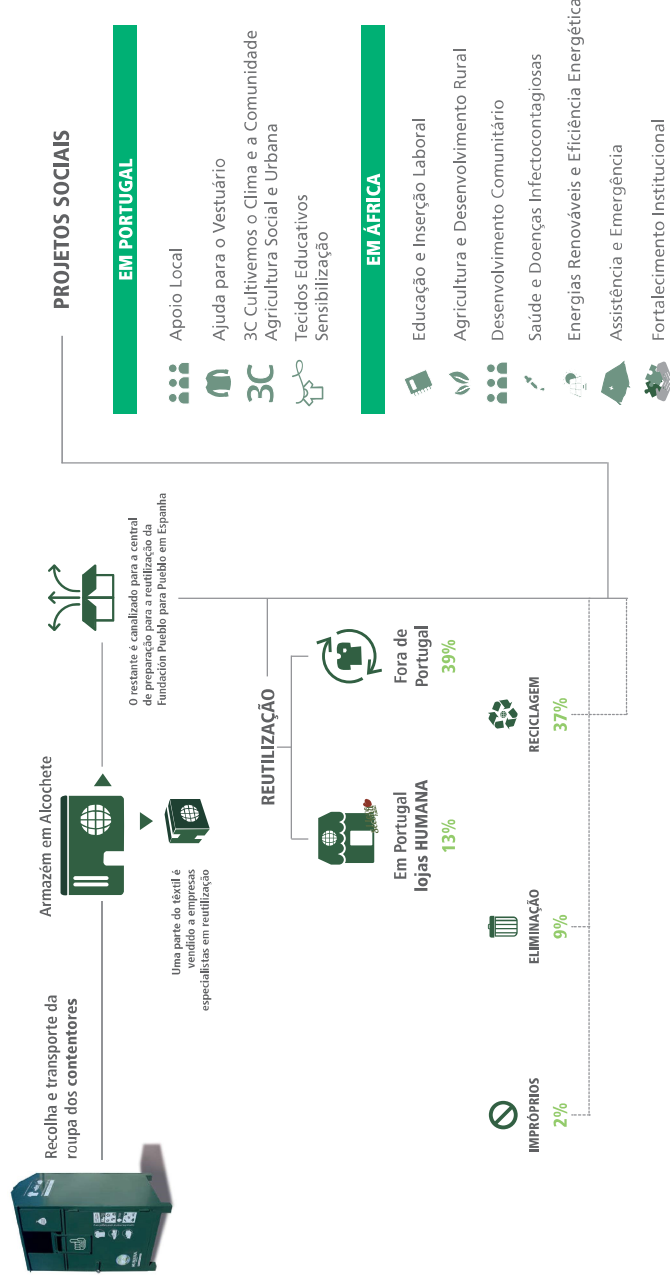 Recolha e transporte da
roupa dos contentores
Armazém em Alcochete
Uma parte do têxtil é
vendido a empresas
especialistas em reutilização
O restante é canalizado para a central
de preparação para a reutilização da
Fundación Pueblo para Pueblo em Espanha
REUTILIZAÇÃO
Em Portugal
lojas HUMANA
13%
Fora de
Portugal
39%
IMPRÓPRIOS
2%
ELIMINAÇÃO
9%
RECICLAGEM
37%
PROJETOS SOCIAIS
EM PORTUGAL
Apoio Local
Ajuda para o Vestuário
3C
3C Cultivemos o Clima e a Comunidade
Agricultura Social e Urbana
Tecidos Educativos
Sensibilização
EM ÁFRICA
Educação e Inserção Laboral
Agricultura e Desenvolvimento Rural
Desenvolvimento Comunitário
Saúde e Doenças Infectocontagiosas
Energias Renováveis e Eficiência Energética
Assistência e Emergência
Fortalecimento Institucional